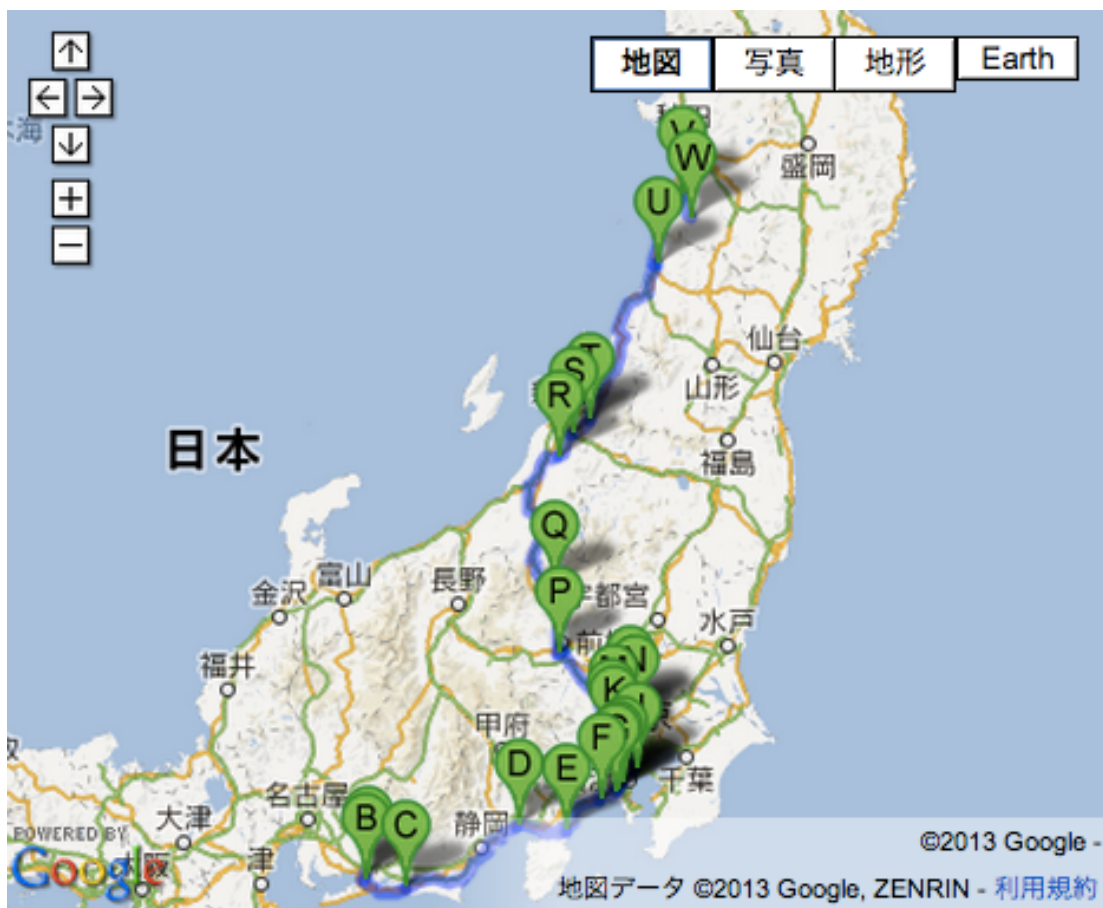 地図
写真
地形
Earth
盛岡
V
W
U
仙台
山形
T
S
R
福島
日本
Q
富山
長野
P
宇都宮
金沢
水戸
福井
N
K
甲府
F
D
E
千葉
名古屋
B
C
静岡
大津
津
大阪
POWERED BY
Google
©2013 Google -
地図データ ©2013 Google, ZENRIN - 利用規約